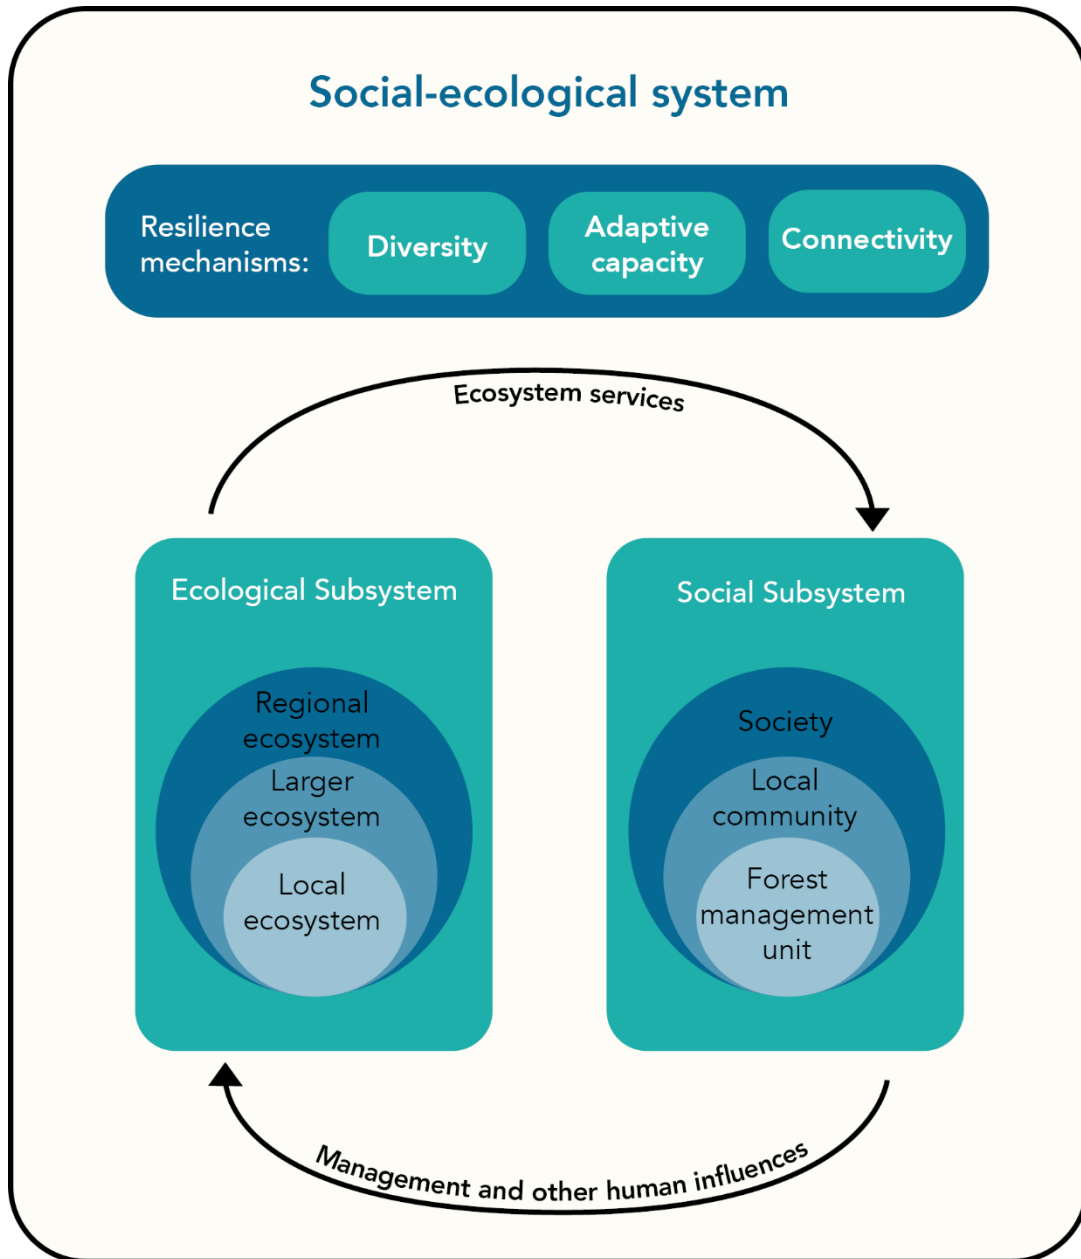 Social-ecological system
Resilience
mechanisms:
Diversity
Adaptive
capacity
Connectivity
Ecosystem services
Ecological Subsystem
Regional
ecosystem
Larger
ecosystem
Local
ecosystem
Social Subsystem
Society
Local
community
Forest
management
unit
Management and other human influences